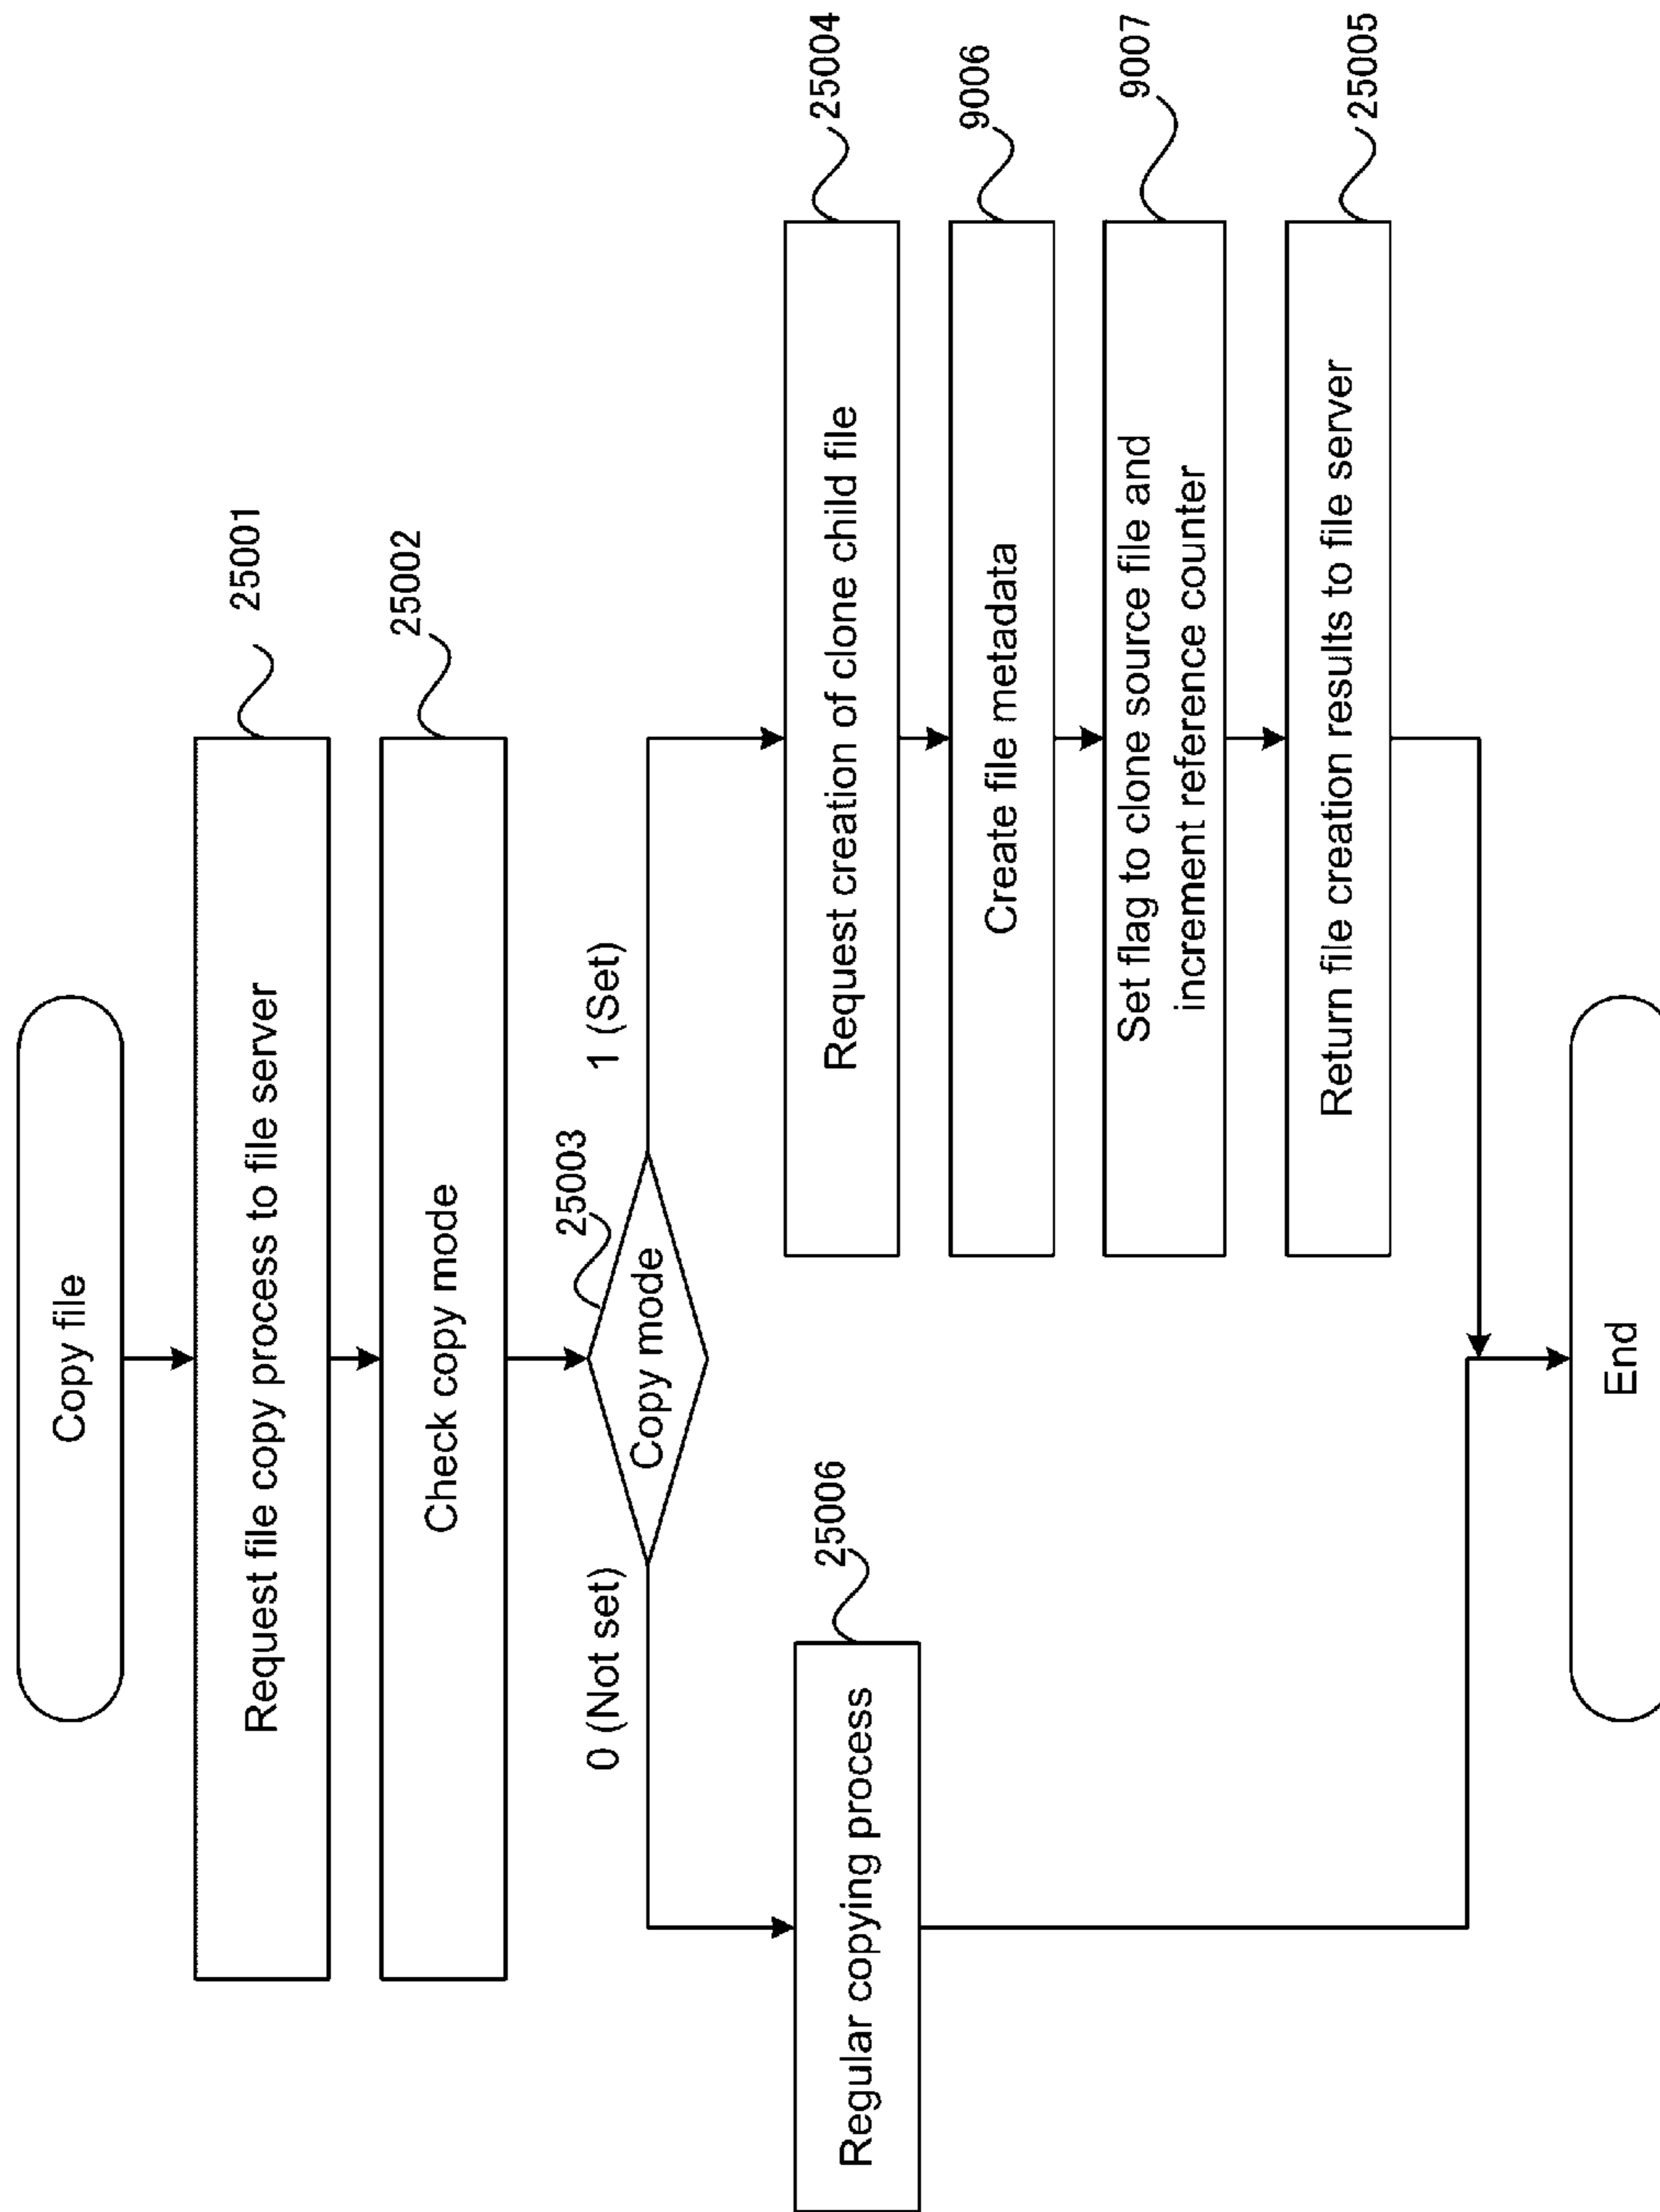 Copy file
Request file copy process to file server
25001
Check copy mode
25002
Copy mode
25003
0 (Not set)
1 (Set)
Regular copying process
25006
Request creation of clone child file
25004
Create file metadata
9006
Set flag to clone source file and
increment reference counter
9007
Return file creation results to file server
25005
End